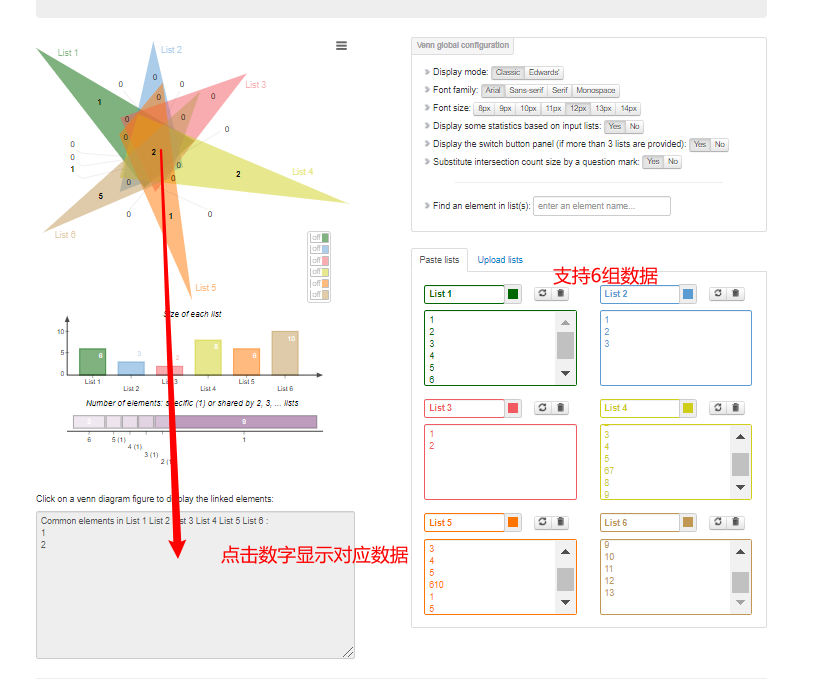 List 1
List 2
List 3
List 4
List 5
List 6
0
0
0
0
1
0
0
0
0
0
0
0
1
2
0
0
2
5
0
0
1
0
off
off
off
off
off
off
Size of each list
10
5
0
6
3
2
8
6
10
List 1
List 2
List 3
List 4
List 5
List 6
Number of elements: specific (1) or shared by 2, 3, ... lists
2
9
6
5 (1)
4 (1)
3 (1)
1
Click on a venn diagram figure to display the linked elements:
Common elements in List 1 List 2 List 3 List 4 List 5 List 6 :
1
2
点击数字显示对应数据
Venn global configuration
Display mode: Classic Edwards'
Font family: Arial Sans-serif Serif Monospace
Font size: 8px 9px 10px 11px 12px 13px 14px
Display some statistics based on input lists: Yes No
Display the switch button panel (if more than 3 lists are provided): Yes No
Substitute intersection count size by a question mark: Yes No
Find an element in list(s): enter an element name...
Paste lists Upload lists
支持6组数据
List 1
1
2
3
4
5
6
List 2
1
2
3
List 3
1
2
List 4
3
4
5
67
8
9
List 5
3
4
5
610
1
5
List 6
9
10
11
12
13